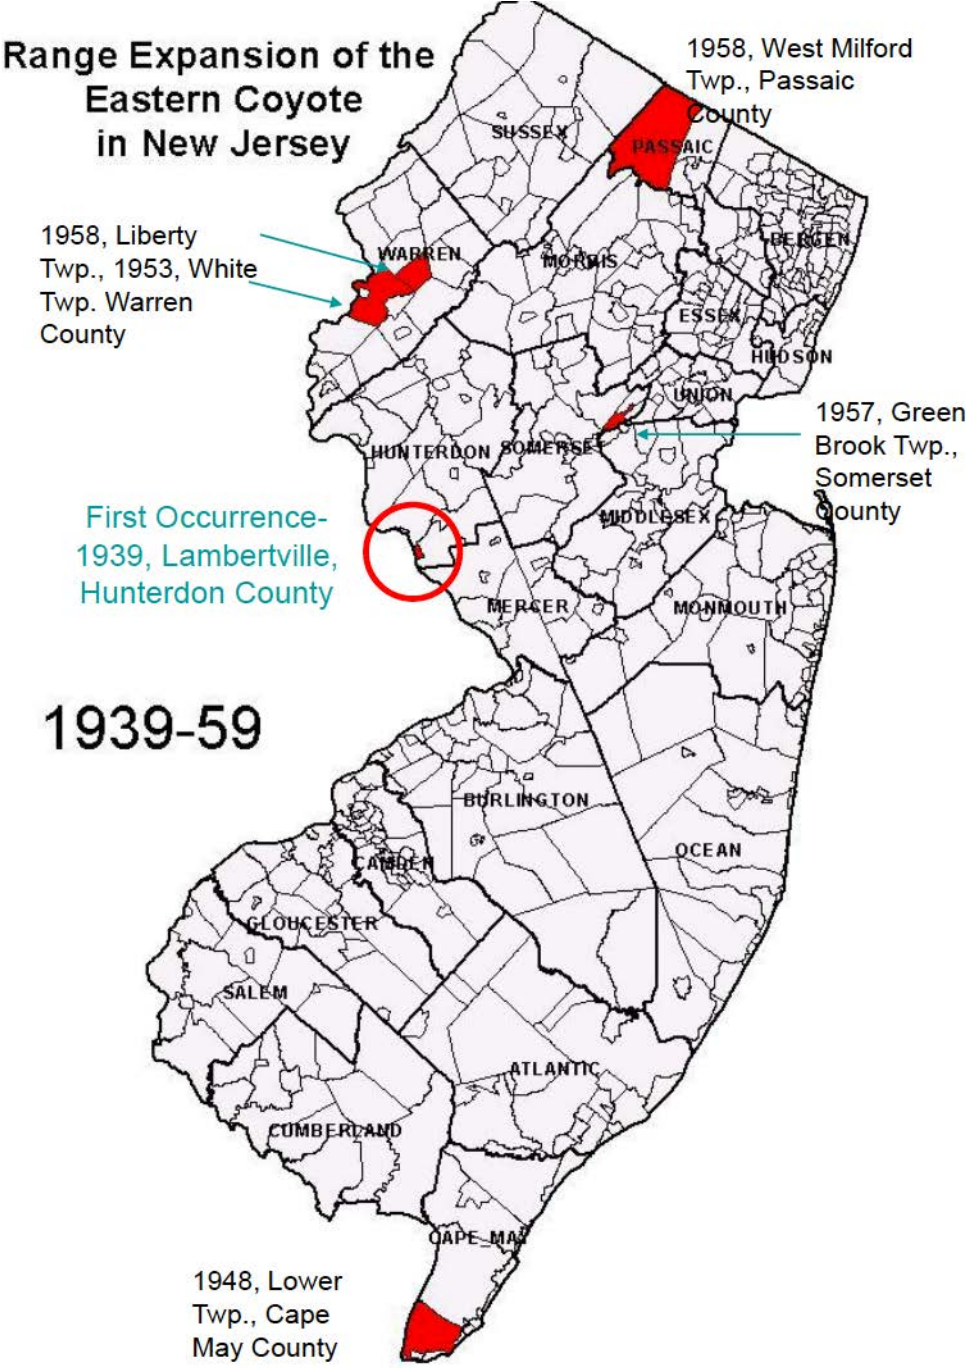 Range Expansion of the
Eastern Coyote
in New Jersey
1958, West Milford
Twp., Passaic
County
SUSSEX
PASSAIC
1958, Liberty
Twp., 1953, White
Twp. Warren
County
WARREN
MORRIS
BERGEN
ESSEX
HUDSON
UNION
1957, Green
Brook Twp.,
Somerset
County
HUNTERDON
SOMERSET
MIDDLESEX
First Occurrence-
1939, Lambertville,
Hunterdon County
MERCER
MONMOUTH
1939-59
BURLINGTON
OCEAN
CAMDEN
GLOUCESTER
SALEM
ATLANTIC
CUMBERLAND
CAPE_MAY
1948, Lower
Twp., Cape
May County